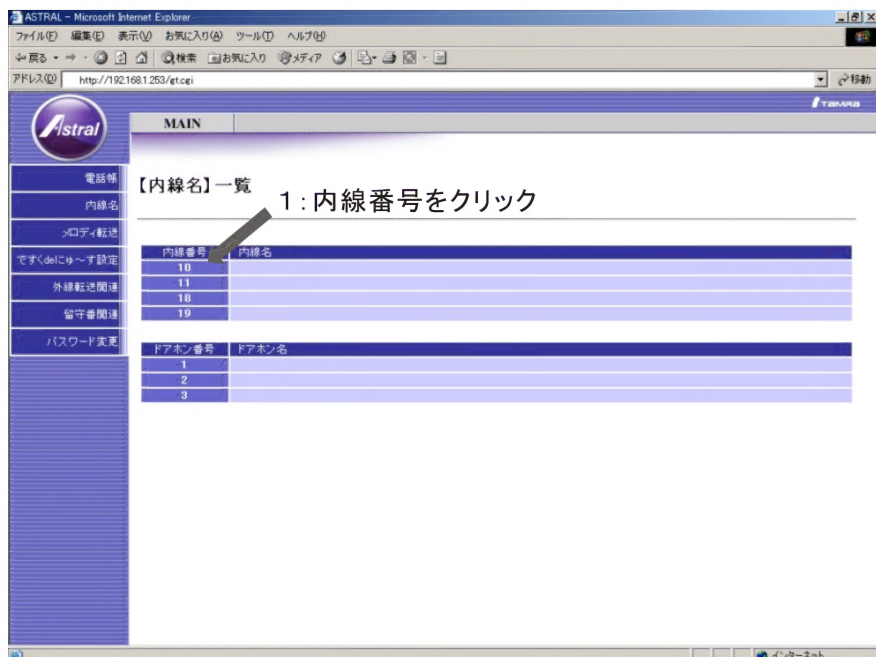 ASTRAL - Microsoft Internet Explorer
ファイル(F) 編集(E) 表示(V) お気に入り(A) ツール(T) ヘルプ(H)
戻る 検索 お気に入り メディア
アドレス(D) http://192.168.1.253/gt.cgi 移動
TAMRA
Astral
MAIN
電話帳
内線名
メロディ転送
ですくdelにゅ〜す設定
外線転送関連
留守番関連
パスワード変更
【内線名】一覧
1:内線番号をクリック
内線番号 内線名
10
11
18
19
ドアホン番号 ドアホン名
1
2
3
インターネット